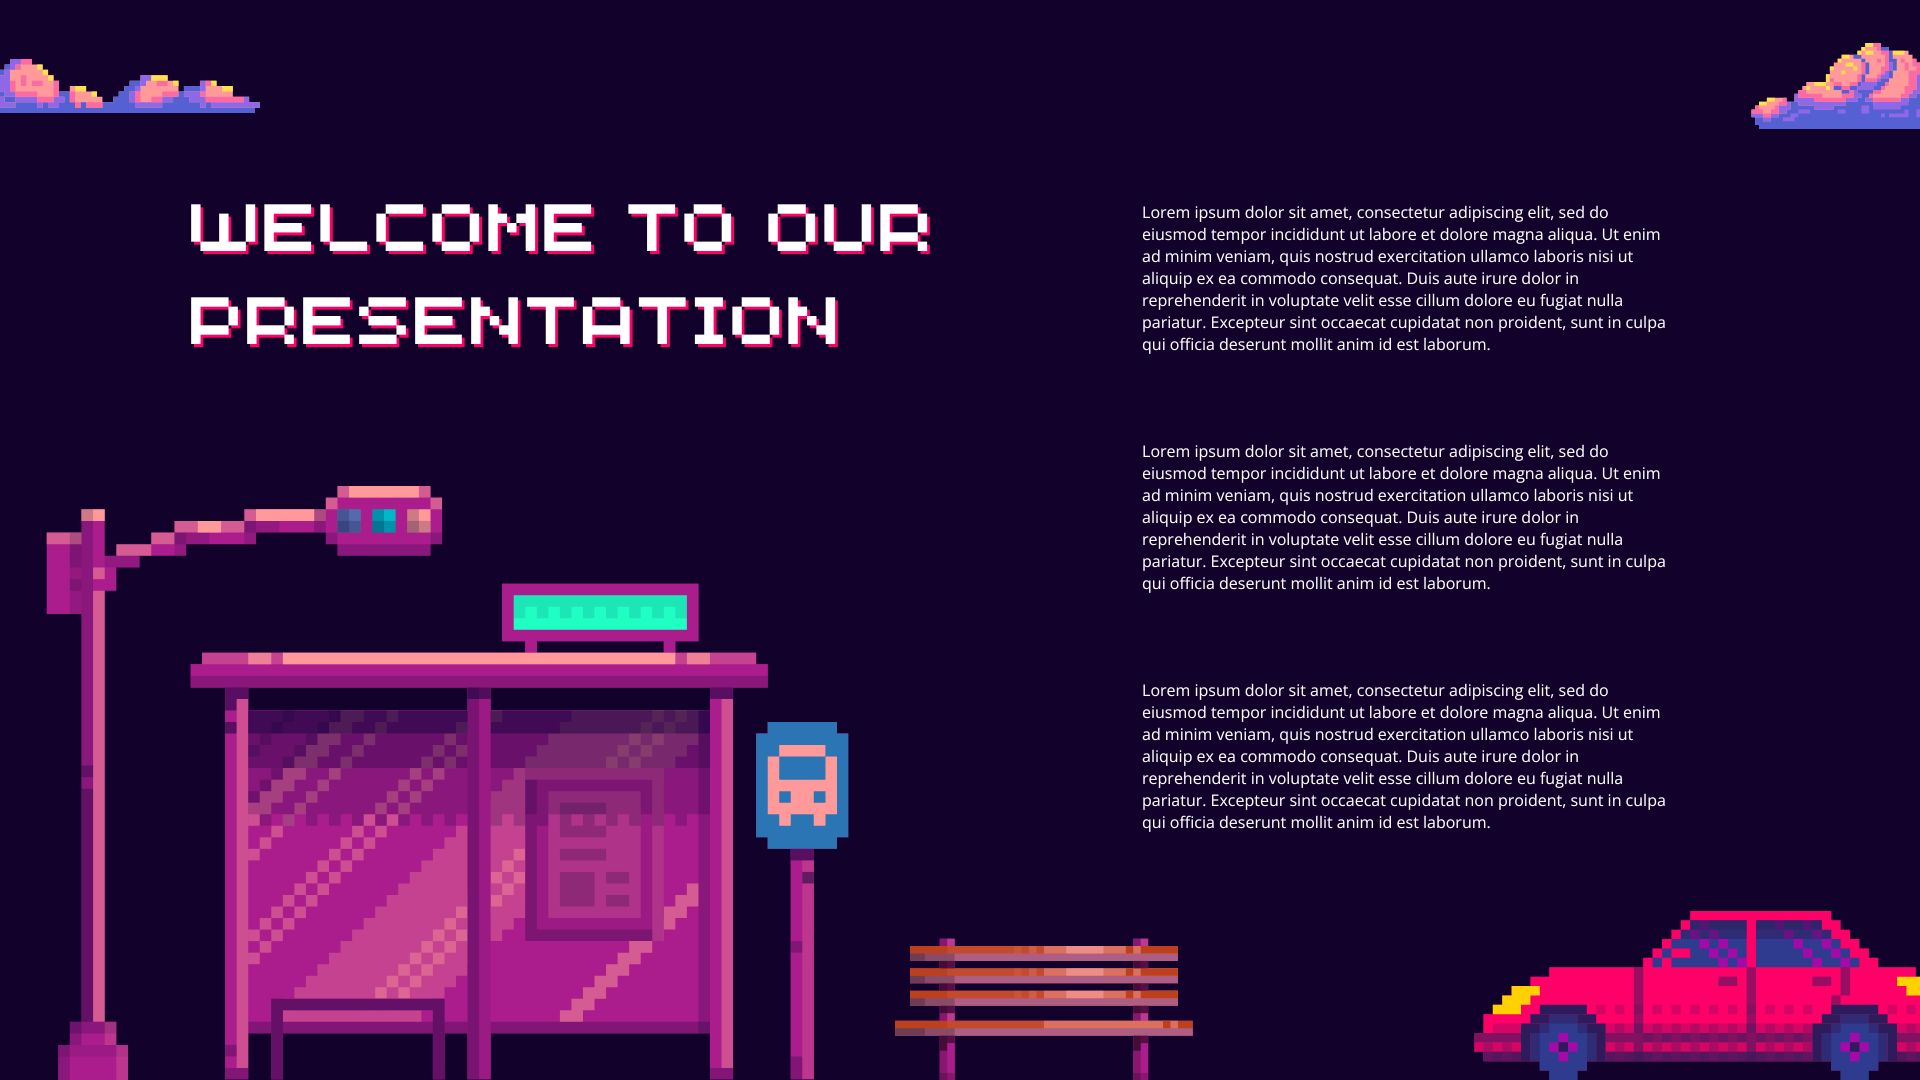 WELCOME TO OUR
PRESENTATION
Lorem ipsum dolor sit amet, consectetur adipiscing elit, sed do
eiusmod tempor incididunt ut labore et dolore magna aliqua. Ut enim
ad minim veniam, quis nostrud exercitation ullamco laboris nisi ut
aliquip ex ea commodo consequat. Duis aute irure dolor in
reprehenderit in voluptate velit esse cillum dolore eu fugiat nulla
pariatur. Excepteur sint occaecat cupidatat non proident, sunt in culpa
qui officia deserunt mollit anim id est laborum.
Lorem ipsum dolor sit amet, consectetur adipiscing elit, sed do
eiusmod tempor incididunt ut labore et dolore magna aliqua. Ut enim
ad minim veniam, quis nostrud exercitation ullamco laboris nisi ut
aliquip ex ea commodo consequat. Duis aute irure dolor in
reprehenderit in voluptate velit esse cillum dolore eu fugiat nulla
pariatur. Excepteur sint occaecat cupidatat non proident, sunt in culpa
qui officia deserunt mollit anim id est laborum.
Lorem ipsum dolor sit amet, consectetur adipiscing elit, sed do
eiusmod tempor incididunt ut labore et dolore magna aliqua. Ut enim
ad minim veniam, quis nostrud exercitation ullamco laboris nisi ut
aliquip ex ea commodo consequat. Duis aute irure dolor in
reprehenderit in voluptate velit esse cillum dolore eu fugiat nulla
pariatur. Excepteur sint occaecat cupidatat non proident, sunt in culpa
qui officia deserunt mollit anim id est laborum.